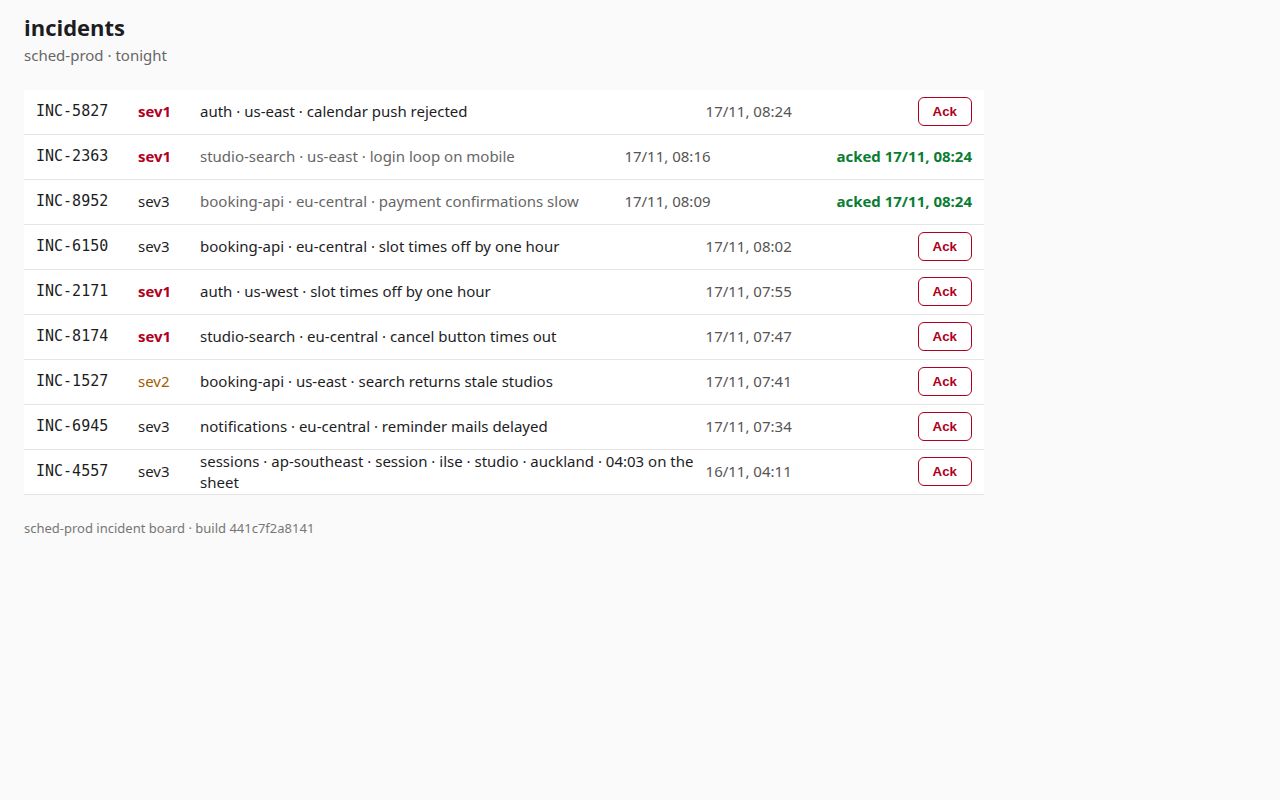 incidents
sched-prod · tonight
INC-5827 sev1 auth · us-east · calendar push rejected 17/11, 08:24 Ack
INC-2363 sev1 studio-search · us-east · login loop on mobile 17/11, 08:16 acked 17/11, 08:24
INC-8952 sev3 booking-api · eu-central · payment confirmations slow 17/11, 08:09 acked 17/11, 08:24
INC-6150 sev3 booking-api · eu-central · slot times off by one hour 17/11, 08:02 Ack
INC-2171 sev1 auth · us-west · slot times off by one hour 17/11, 07:55 Ack
INC-8174 sev1 studio-search · eu-central · cancel button times out 17/11, 07:47 Ack
INC-1527 sev2 booking-api · us-east · search returns stale studios 17/11, 07:41 Ack
INC-6945 sev3 notifications · eu-central · reminder mails delayed 17/11, 07:34 Ack
INC-4557 sev3 sessions · ap-southeast · session · ilse · studio · auckland · 04:03 on the 16/11, 04:11 Ack
sheet
sched-prod incident board · build 441c7f2a8141